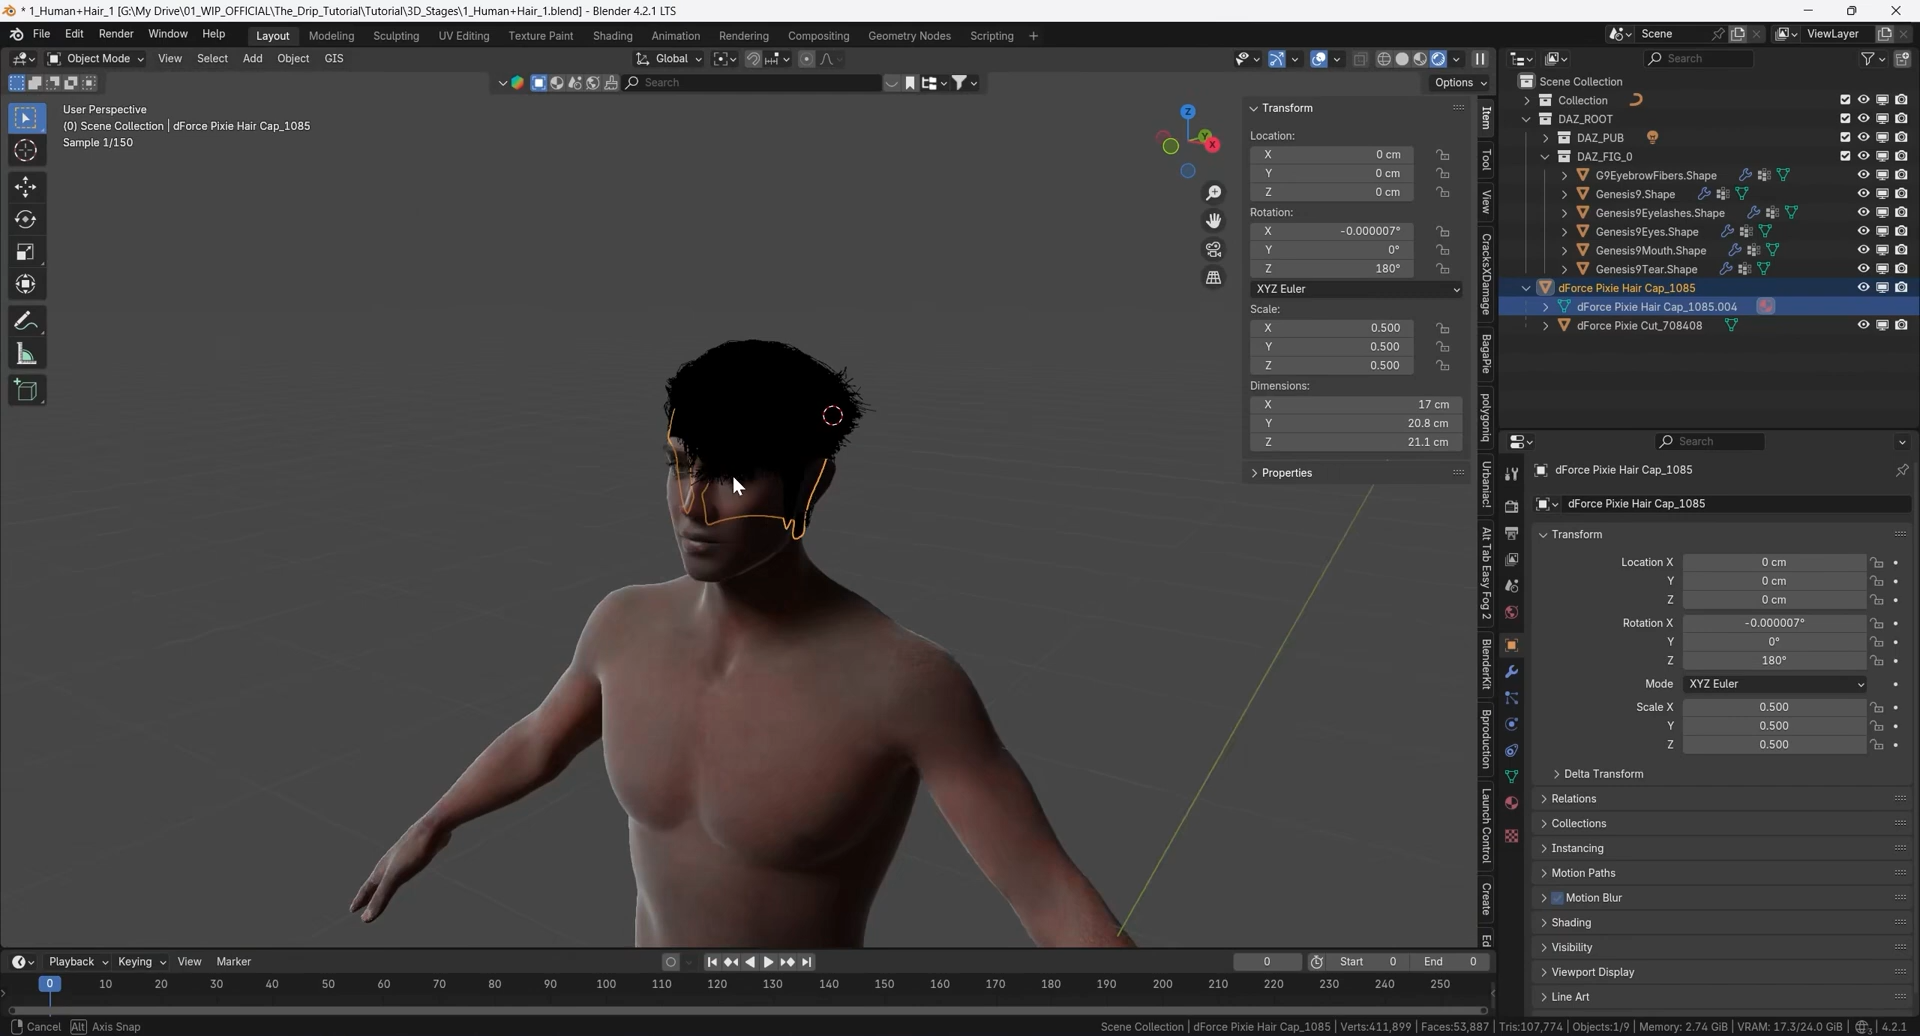 * 1_Human+Hair_1 [G:\My Drive\01_WIP_OFFICIAL\The_Drip_Tutorial\Tutorial\3D_Stages\1_Human+Hair_1.blend] - Blender 4.2.1 LTS
File Edit Render Window Help Layout Modeling Sculpting UV Editing Texture Paint Shading Animation Rendering Compositing Geometry Nodes Scripting + Scene ViewLayer
Object Mode View Select Add Object GIS Global Search
Search Options
User Perspective
(0) Scene Collection | dForce Pixie Hair Cap_1085
Sample 1/150
Z
Y
X
Transform
Location:
X 0 cm
Y 0 cm
Z 0 cm
Rotation:
X -0.000007°
Y 0°
Z 180°
XYZ Euler
Scale:
X 0.500
Y 0.500
Z 0.500
Dimensions:
X 17 cm
Y 20.8 cm
Z 21.1 cm
Properties
Item
Tool
View
CracksXDamage
BagaPie
polygoniq
Urbaniac!
Alt Tab Easy Fog 2
BlenderKit
Bproduction
Launch Control
Create
Ed
Scene Collection
Collection
DAZ_ROOT
DAZ_PUB
DAZ_FIG_0
G9EyebrowFibers.Shape
Genesis9.Shape
Genesis9Eyelashes.Shape
Genesis9Eyes.Shape
Genesis9Mouth.Shape
Genesis9Tear.Shape
dForce Pixie Hair Cap_1085
dForce Pixie Hair Cap_1085.004
dForce Pixie Cut_708408
Search
dForce Pixie Hair Cap_1085
dForce Pixie Hair Cap_1085
Transform
Location X 0 cm
Y 0 cm
Z 0 cm
Rotation X -0.000007°
Y 0°
Z 180°
Mode XYZ Euler
Scale X 0.500
Y 0.500
Z 0.500
Delta Transform
Relations
Collections
Instancing
Motion Paths
Motion Blur
Shading
Visibility
Viewport Display
Line Art
Playback Keying View Marker 0 Start 0 End 0
0 10 20 30 40 50 60 70 80 90 100 110 120 130 140 150 160 170 180 190 200 210 220 230 240 250
Cancel Alt Axis Snap Scene Collection | dForce Pixie Hair Cap_1085 | Verts:411,899 | Faces:53,887 | Tris:107,774 | Objects:1/9 | Memory: 2.74 GiB | VRAM: 17.3/24.0 GiB 4.2.1